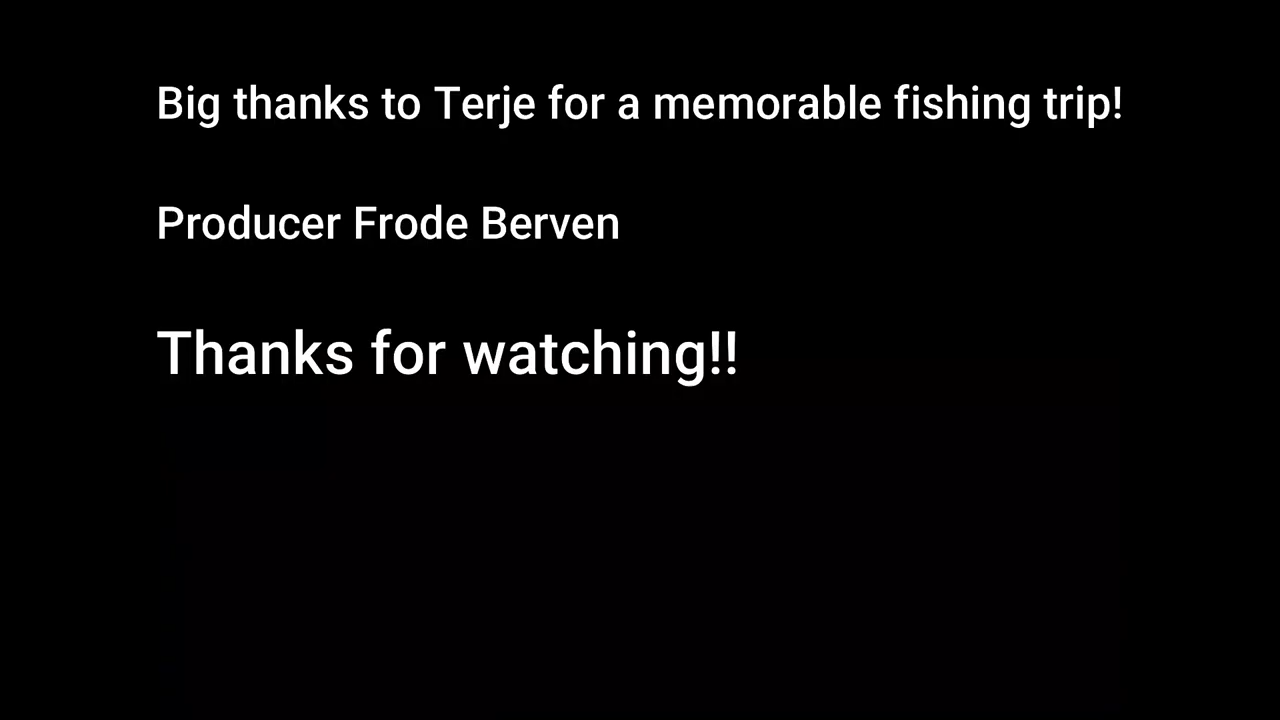 Big thanks to Terje for a memorable fishing trip!
Producer Frode Berven
Thanks for watching!!